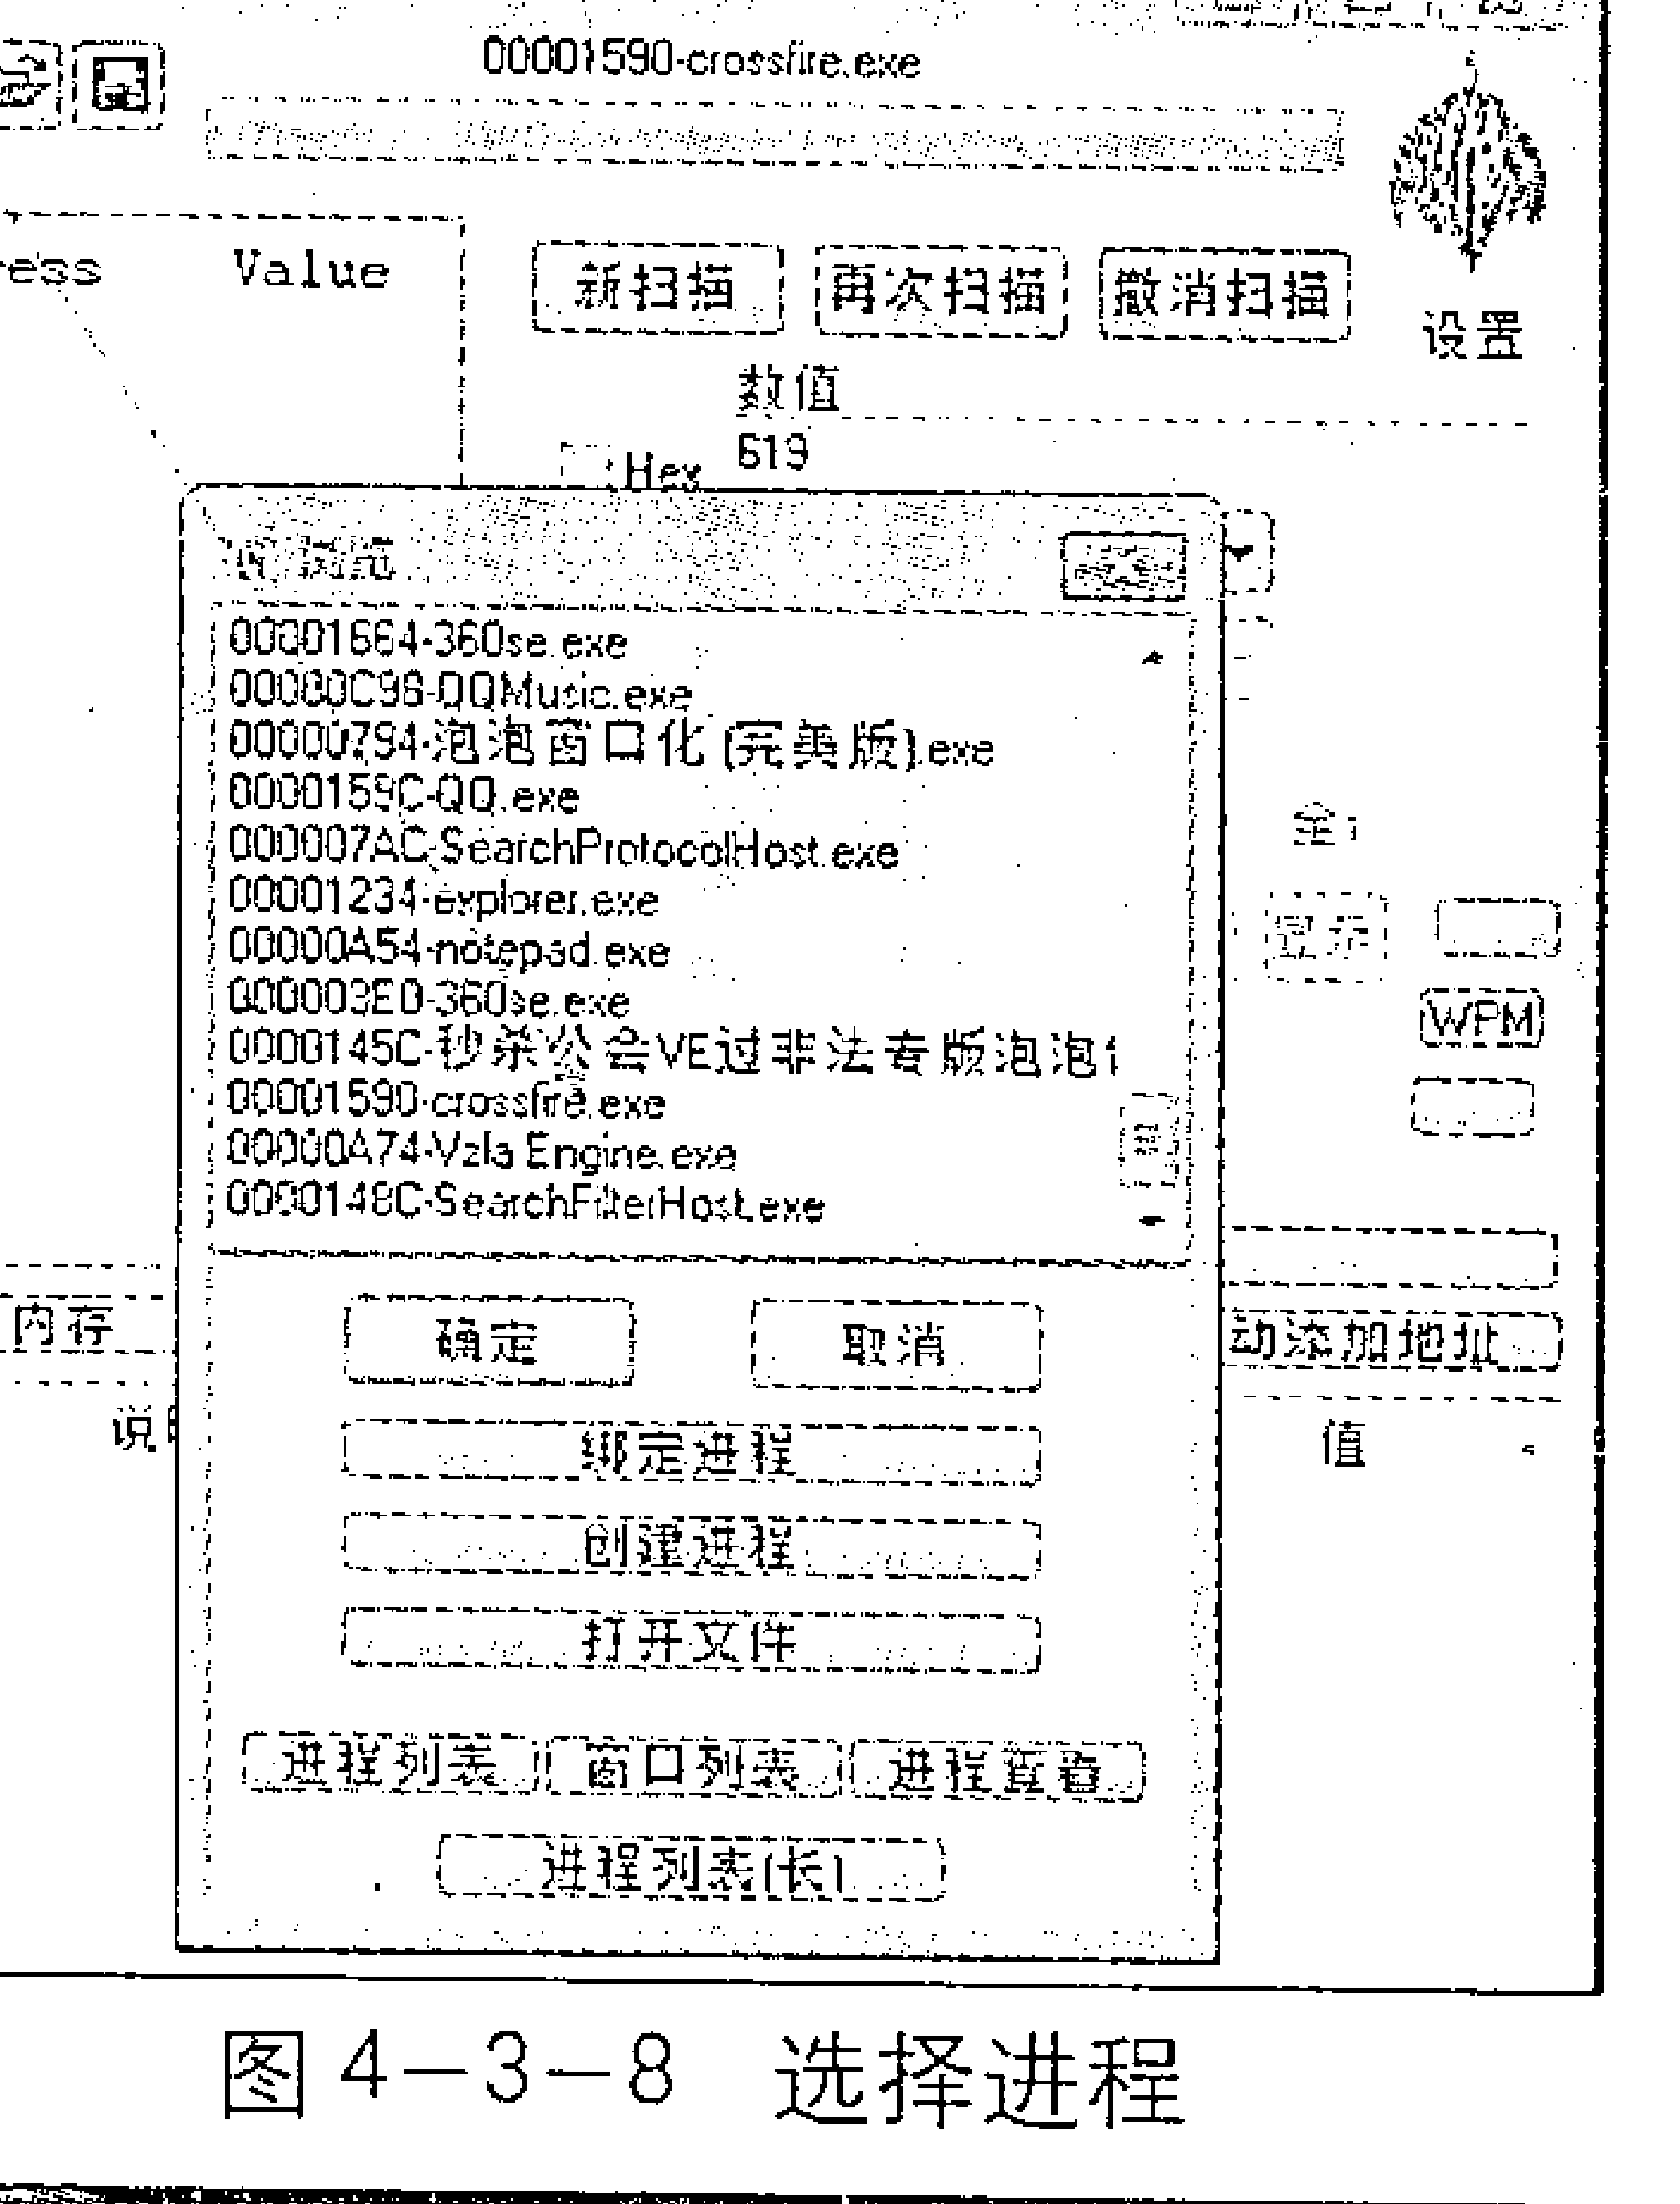 00001590-crossfire.exe
ress Value
新扫描 再次扫描 撤消扫描
设置
数值
Hex 619
00001664-360se.exe
00000C98-QQMusic.exe
00000794-泡泡窗口化(完美版).exe
0000159C-QQ.exe
000007AC-SearchProtocolHost.exe
00001234-explorer.exe
00000A54-notepad.exe
000003E0-360se.exe
0000145C-秒杀公会VE过非法专版泡泡
00001590-crossfire.exe
00000A74-Vzla Engine.exe
0000148C-SearchFilterHost.exe
全
显示
WPM
内存
确定 取消
动添加地址
说
绑定进程
值
创建进程
打开文件
进程列表 窗口列表 进程查看
进程列表(长)
图4-3-8 选择进程